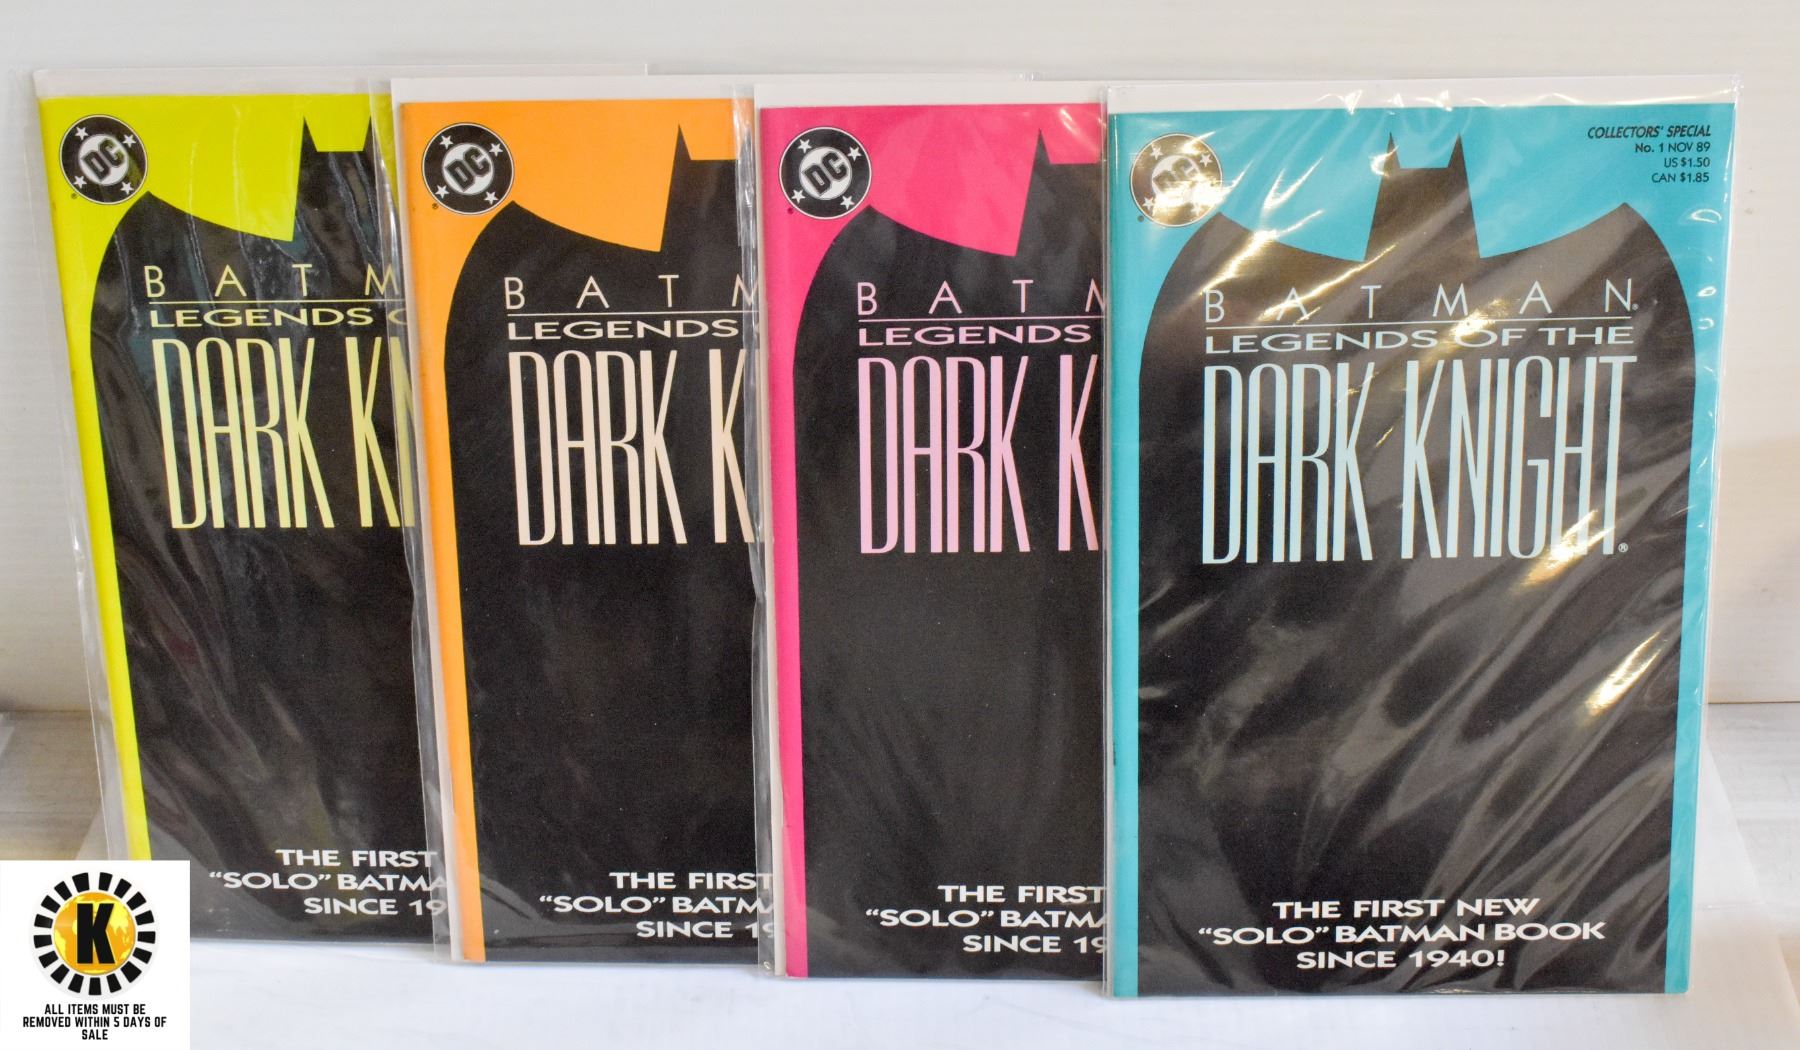 DC
BATM
LEGENDS
DARK K
THE FIRST
"SOLO" BATMA
SINCE 19
DC
BATM
LEGENDS
DARK K
THE FIRST
"SOLO" BATMA
SINCE 19
DC
BATM
LEGENDS
DARK K
THE FIRST
"SOLO" BATMA
SINCE 19
DC
COLLECTORS' SPECIAL
No. 1 NOV 89
US $1.50
CAN $1.85
BATMAN®
LEGENDS OF THE
DARK KNIGHT®
THE FIRST NEW
"SOLO" BATMAN BOOK
SINCE 1940!
K
ALL ITEMS MUST BE
REMOVED WITHIN 5 DAYS OF
SALE